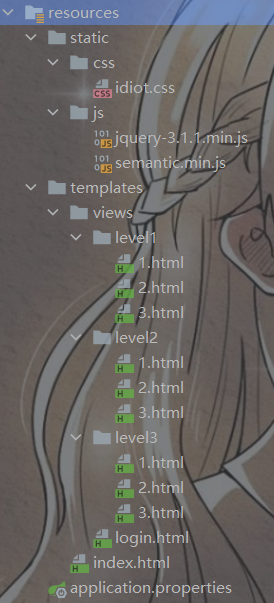 resources
static
css
idiot.css
js
jquery-3.1.1.min.js
semantic.min.js
templates
views
level1
1.html
2.html
3.html
level2
1.html
2.html
3.html
level3
1.html
2.html
3.html
login.html
index.html
application.properties